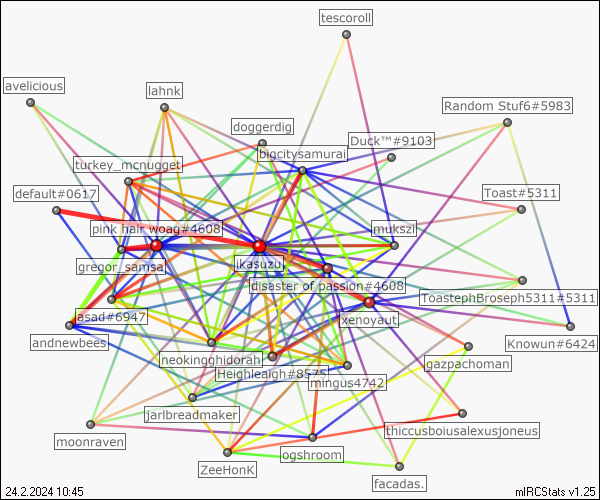 tescoroll
avelicious
lahnk
Random Stuf6#5983
doggerdig
Duck™#9103
bigcitysamurai
turkey_mcnugget
default#0617
Toast#5311
pink hair woag#4608
mukszi
gregor_samsa
ikasuzu
disaster of passion#4608
ToastephBroseph5311#5311
asad#6947
xenoyaut
andnewbees
Knowun#6424
neokingghidorah
gazpachoman
Heighleaigh#8575
mingus4742
jarlbreadmaker
thiccusboiusalexusjoneus
moonraven
ogshroom
ZeeHonK
facadas.
24.2.2024 10:45
mIRCStats v1.25